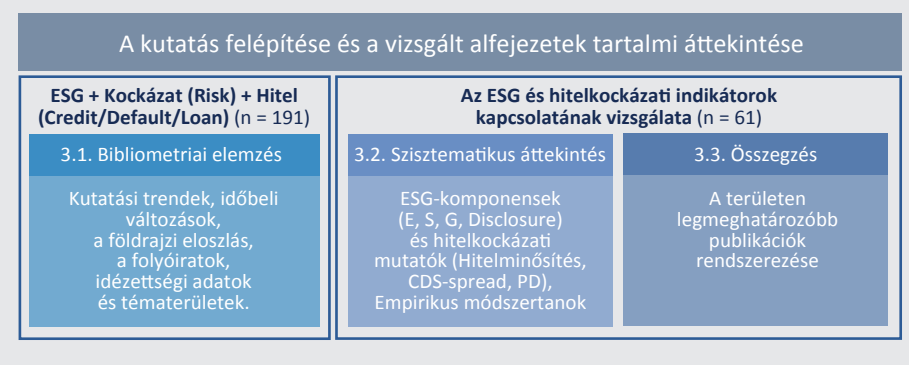 A kutatás felépítése és a vizsgált alfejezetek tartalmi áttekintése
ESG + Kockázat (Risk) + Hitel
(Credit/Default/Loan) (n = 191)
3.1. Bibliometriai elemzés
Kutatási trendek, időbeli
változások,
a földrajzi eloszlás,
a folyóiratok,
idézettségi adatok
és tématerületek.
Az ESG és hitelkockázati indikátorok
kapcsolatának vizsgálata (n = 61)
3.2. Szisztematikus áttekintés
ESG-komponensek
(E, S, G, Disclosure)
és hitelkockázati
mutatók (Hitelminősítés,
CDS-spread, PD),
Empirikus módszertanok
3.3. Összegzés
A területen
legmeghatározóbb
publikációk
rendszerezése